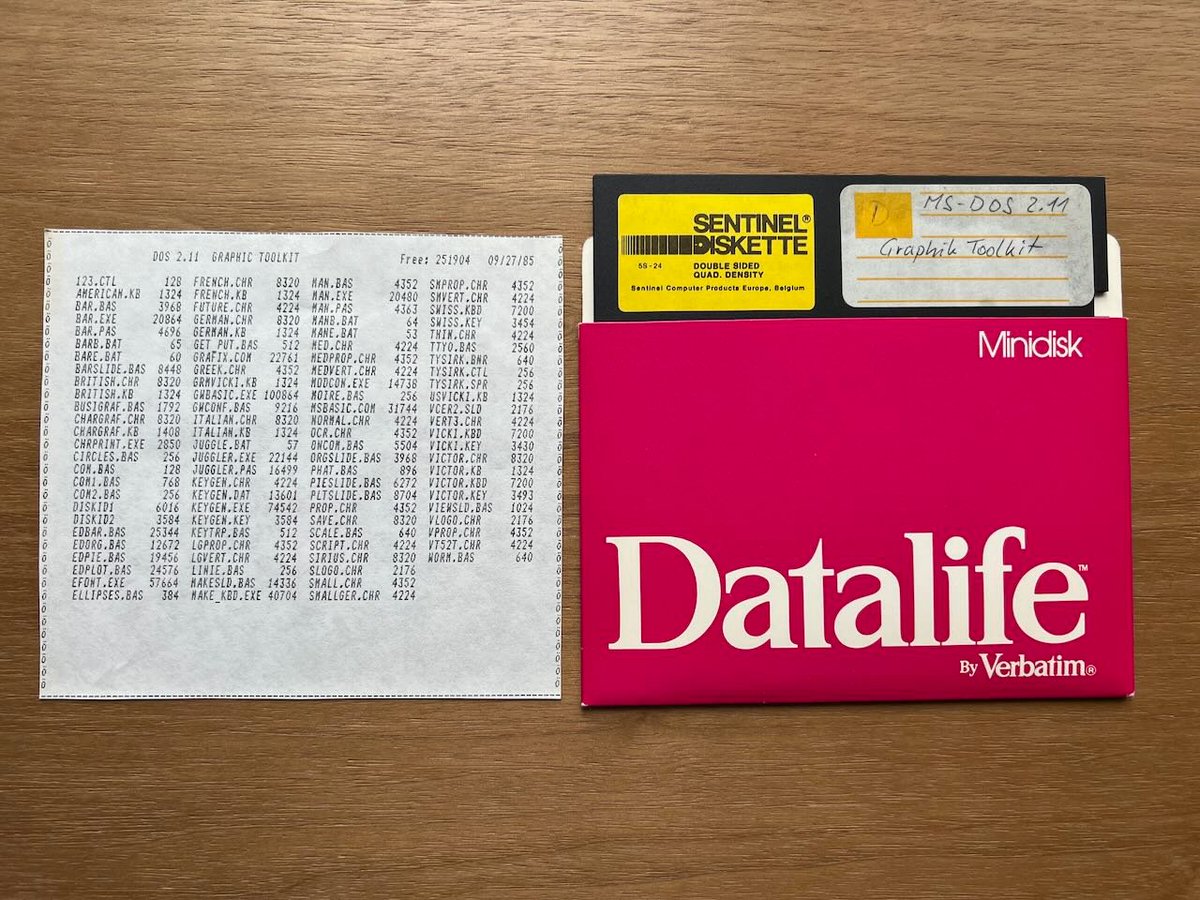 DOS 2.11 GRAPHIC TOOLKIT Free: 251904 09/27/85
123.CTL 128 FRENCH.CHR 8320 MAN.BAS 4352 SMPROP.CHR 4352
AMERICAN.KB 1324 FRENCH.KB 1324 MAN.EXE 20480 SMVERT.CHR 4224
BAR.BAS 3968 FUTURE.CHR 4224 MAN.PAS 4363 SWISS.KBD 7200
BAR.EXE 20864 GERMAN.CHR 8320 MANB.BAT 64 SWISS.KEY 3454
BAR.PAS 4696 GERMAN.KB 1324 MANE.BAT 53 THIN.CHR 4224
BARB.BAT 65 GET_PUT.BAS 512 MED.CHR 4224 TTYO.BAS 2560
BARE.BAT 60 GRAFIX.COM 22761 MEDPROP.CHR 4352 TYSIRK.BNR 640
BARSLIDE.BAS 8448 GREEK.CHR 4352 MEDVERT.CHR 4224 TYSIRK.CTL 256
BRITISH.CHR 8320 GRMVICKI.KB 1324 MODCON.EXE 14738 TYSIRK.SPR 256
BRITISH.KB 1324 GWBASIC.EXE 100864 MOIRE.BAS 256 USVICKI.KB 1324
BUSIGRAF.BAS 1792 GWCONF.BAS 9216 MSBASIC.COM 31744 VCER2.SLD 2176
CHARGRAF.CHR 8320 ITALIAN.CHR 8320 NORMAL.CHR 4224 VERT3.CHR 4224
CHARGRAF.KB 1408 ITALIAN.KB 1324 OCR.CHR 4352 VICKI.KBD 7200
CHRPRINT.EXE 2850 JUGGLE.BAT 57 ONCOM.BAS 5504 VICKI.KEY 3430
CIRCLES.BAS 256 JUGGLER.EXE 22144 ORGSLIDE.BAS 3968 VICTOR.CHR 8320
COM.BAS 128 JUGGLER.PAS 16499 PHAT.BAS 896 VICTOR.KB 1324
COM1.BAS 768 KEYGEN.CHR 4224 PIESLIDE.BAS 6272 VICTOR.KBD 7200
COM2.BAS 256 KEYGEN.DAT 13601 PLTSLIDE.BAS 8704 VICTOR.KEY 3493
DISKID1 6016 KEYGEN.EXE 74542 PROP.CHR 4352 VIEWSLD.BAS 1024
DISKID2 3584 KEYGEN.KEY 3584 SAVE.CHR 8320 VLOGO.CHR 2176
EDBAR.BAS 25344 KEYTRP.BAS 512 SCALE.BAS 640 VPROP.CHR 4352
EDORG.BAS 12672 LGPROP.CHR 4352 SCRIPT.CHR 4224 VT52T.CHR 4224
EDPIE.BAS 19456 LGVERT.CHR 4224 SIRIUS.CHR 8320 WORM.BAS 640
EDPLOT.BAS 24576 LINIE.BAS 256 SLOGO.CHR 2176
EFONT.EXE 57664 MAKESLD.BAS 14336 SMALL.CHR 4352
ELLIPSES.BAS 384 MAKE_KBD.EXE 40704 SMALLGER.CHR 4224
SENTINEL®
DISKETTE
5S-24 DOUBLE SIDED
QUAD. DENSITY
Sentinel Computer Products Europe, Belgium
D MS-DOS 2.11
Graphik Toolkit
Minidisk
Datalife™
By Verbatim®